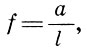 f = a/l,